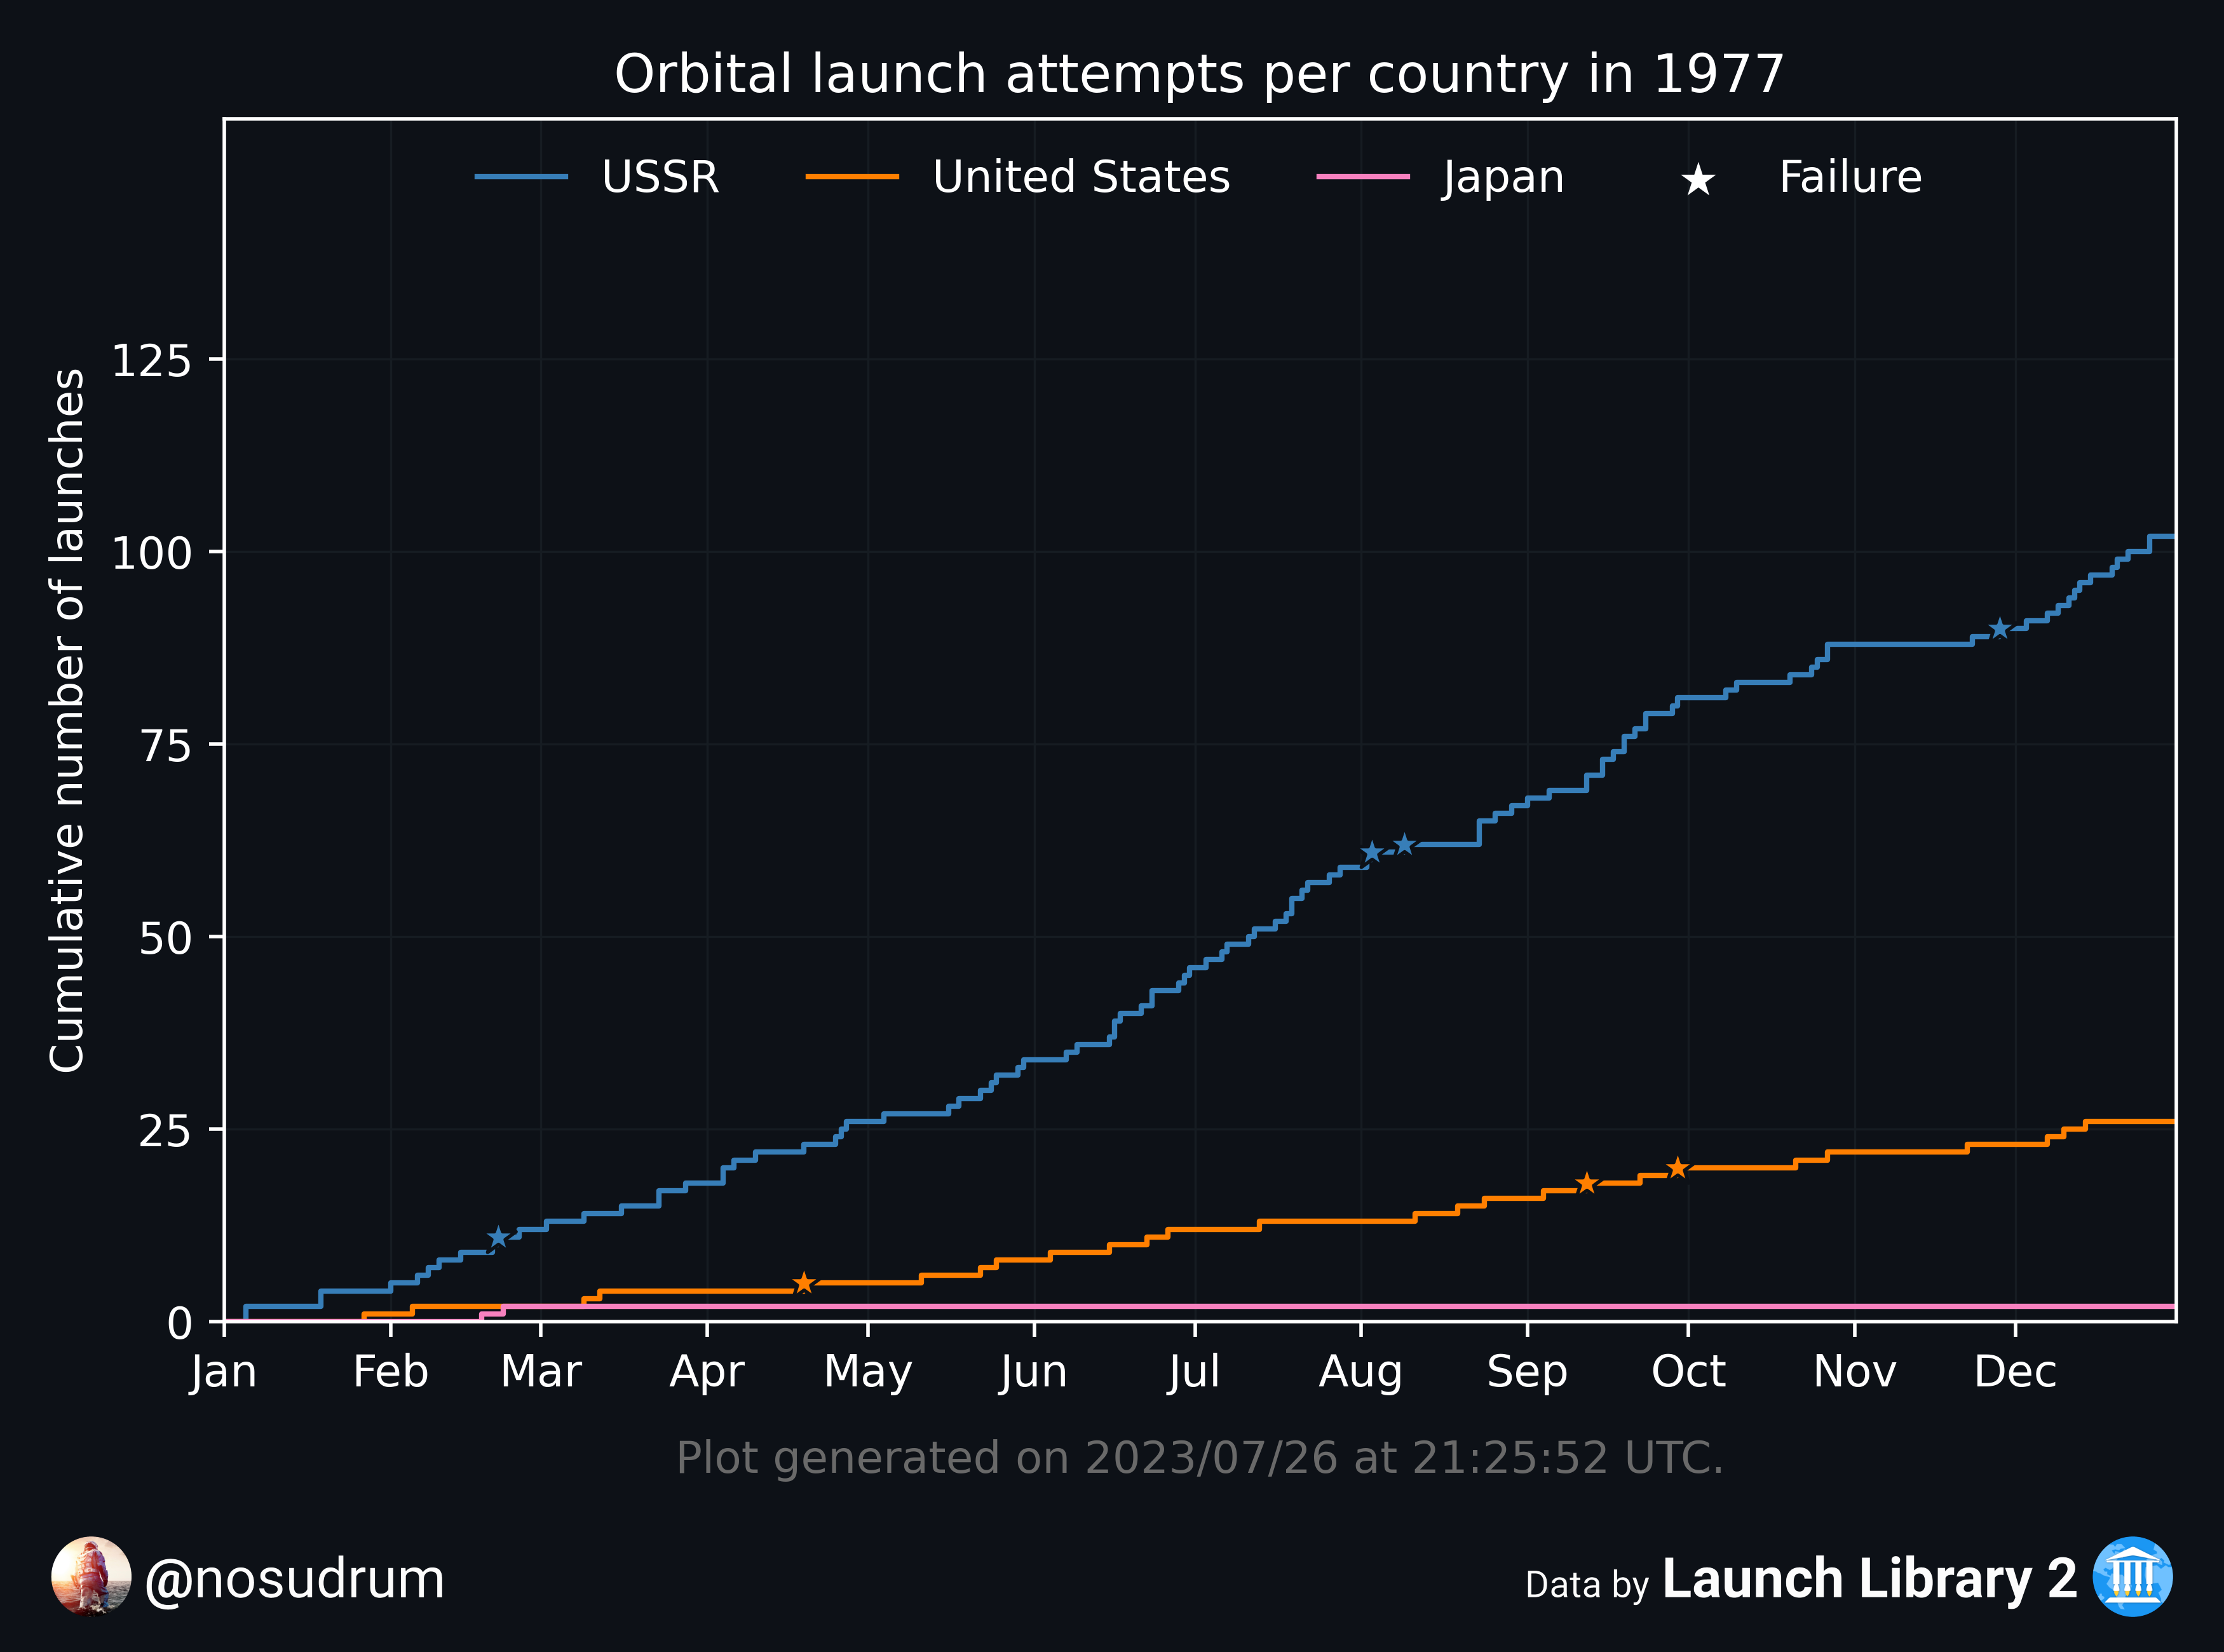 Orbital launch attempts per country in 1977
USSR United States Japan Failure
Cumulative number of launches
125
100
75
50
25
0
Jan Feb Mar Apr May Jun Jul Aug Sep Oct Nov Dec
Plot generated on 2023/07/26 at 21:25:52 UTC.
@nosudrum
Data by Launch Library 2